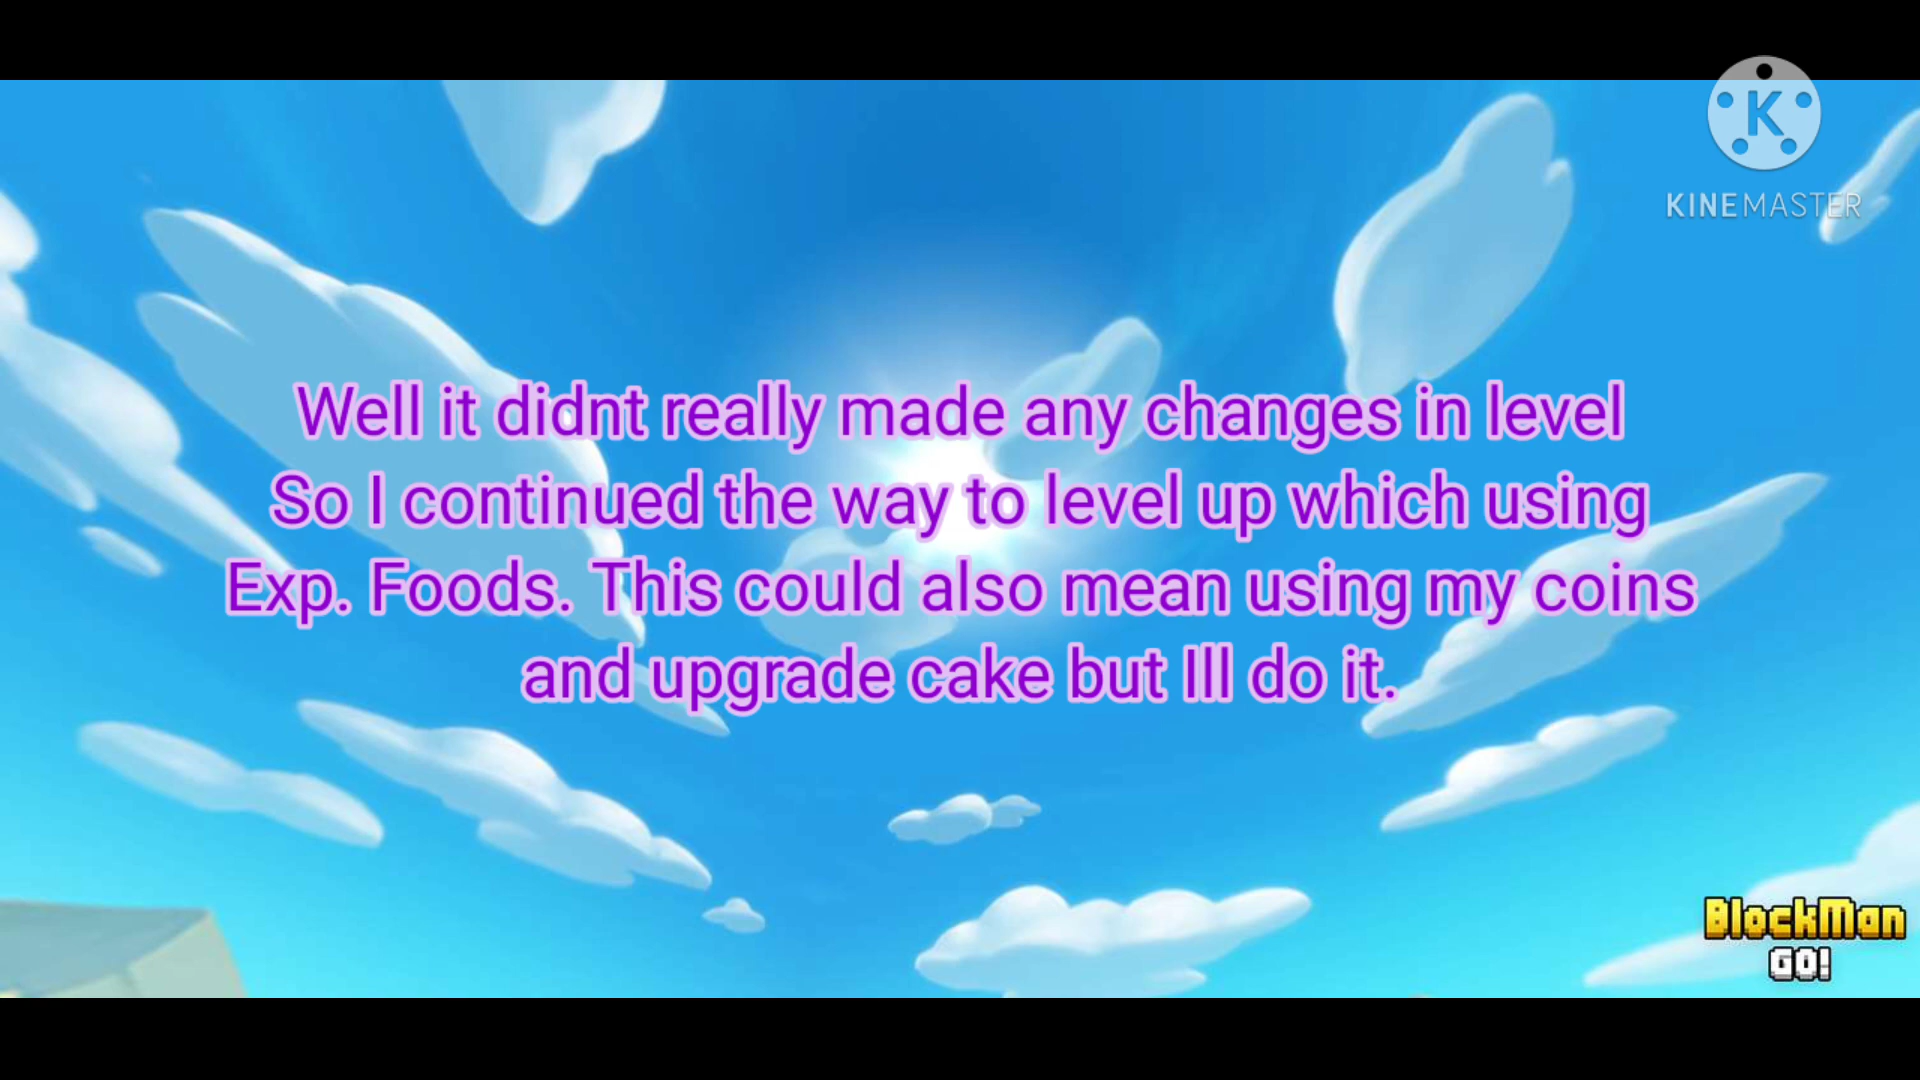 K
KINEMASTER
Well it didnt really made any changes in level
So I continued the way to level up which using
Exp. Foods. This could also mean using my coins
and upgrade cake but Ill do it.
BlockMan
GO!